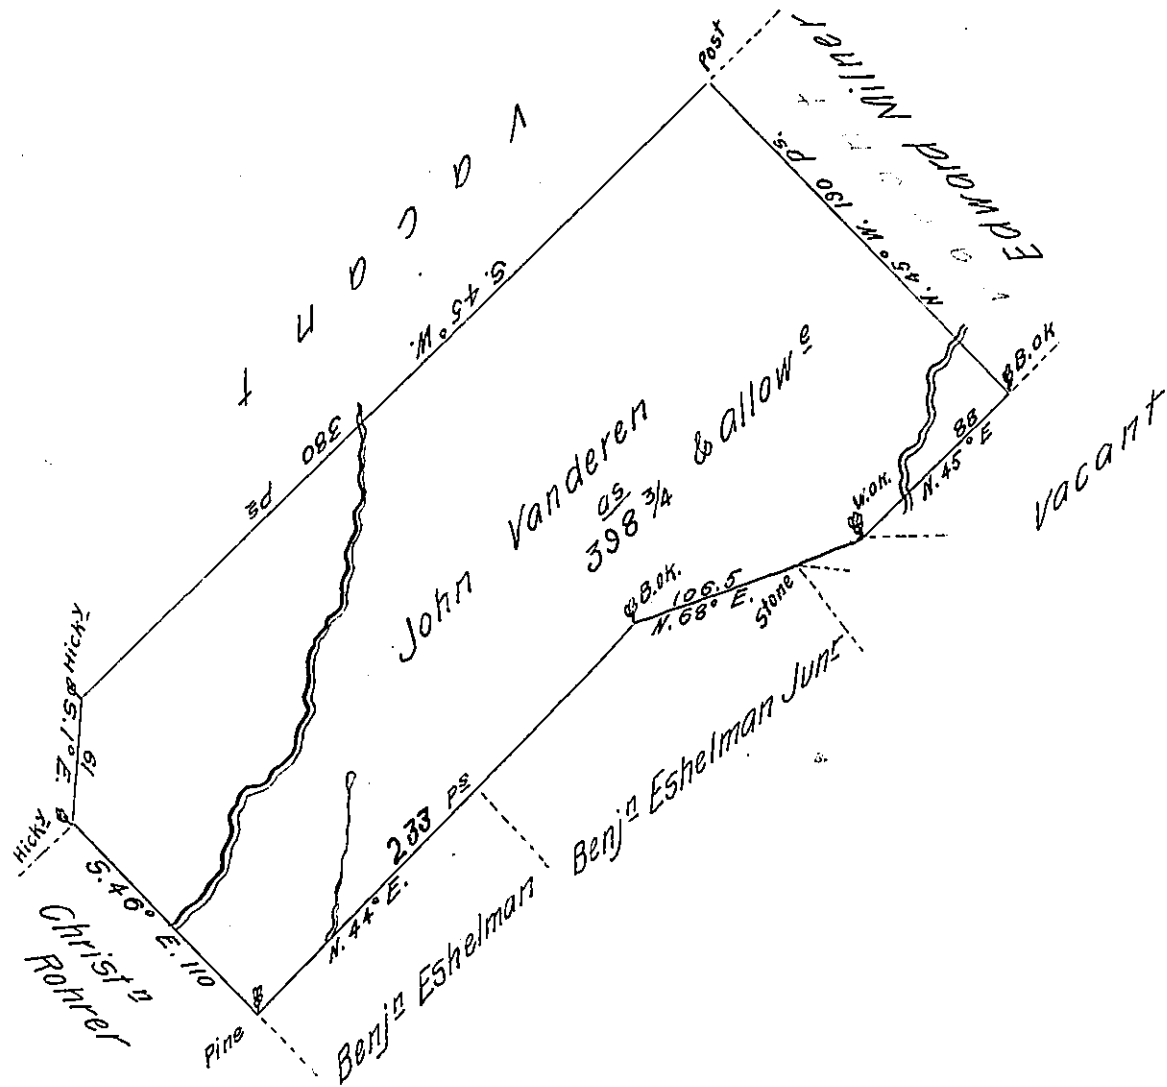 Post
Edward Milner
Vacant
N. 45° W. 190 ps.
S. 45° W.
380 ps
B.OK
88
N. 45° E
Vacant
W.OK.
John Vanderen
as
398 3/4 & allowe
B.OK.
106.5
N. 68° E.
Stone
Hicky
S. 1° E.
61
Hicky
233 Ps
N. 44° E.
S. 46° E. 110
Benjn Eshelman Junr
Benjn Eshelman
Christn
Rohrer
Pine